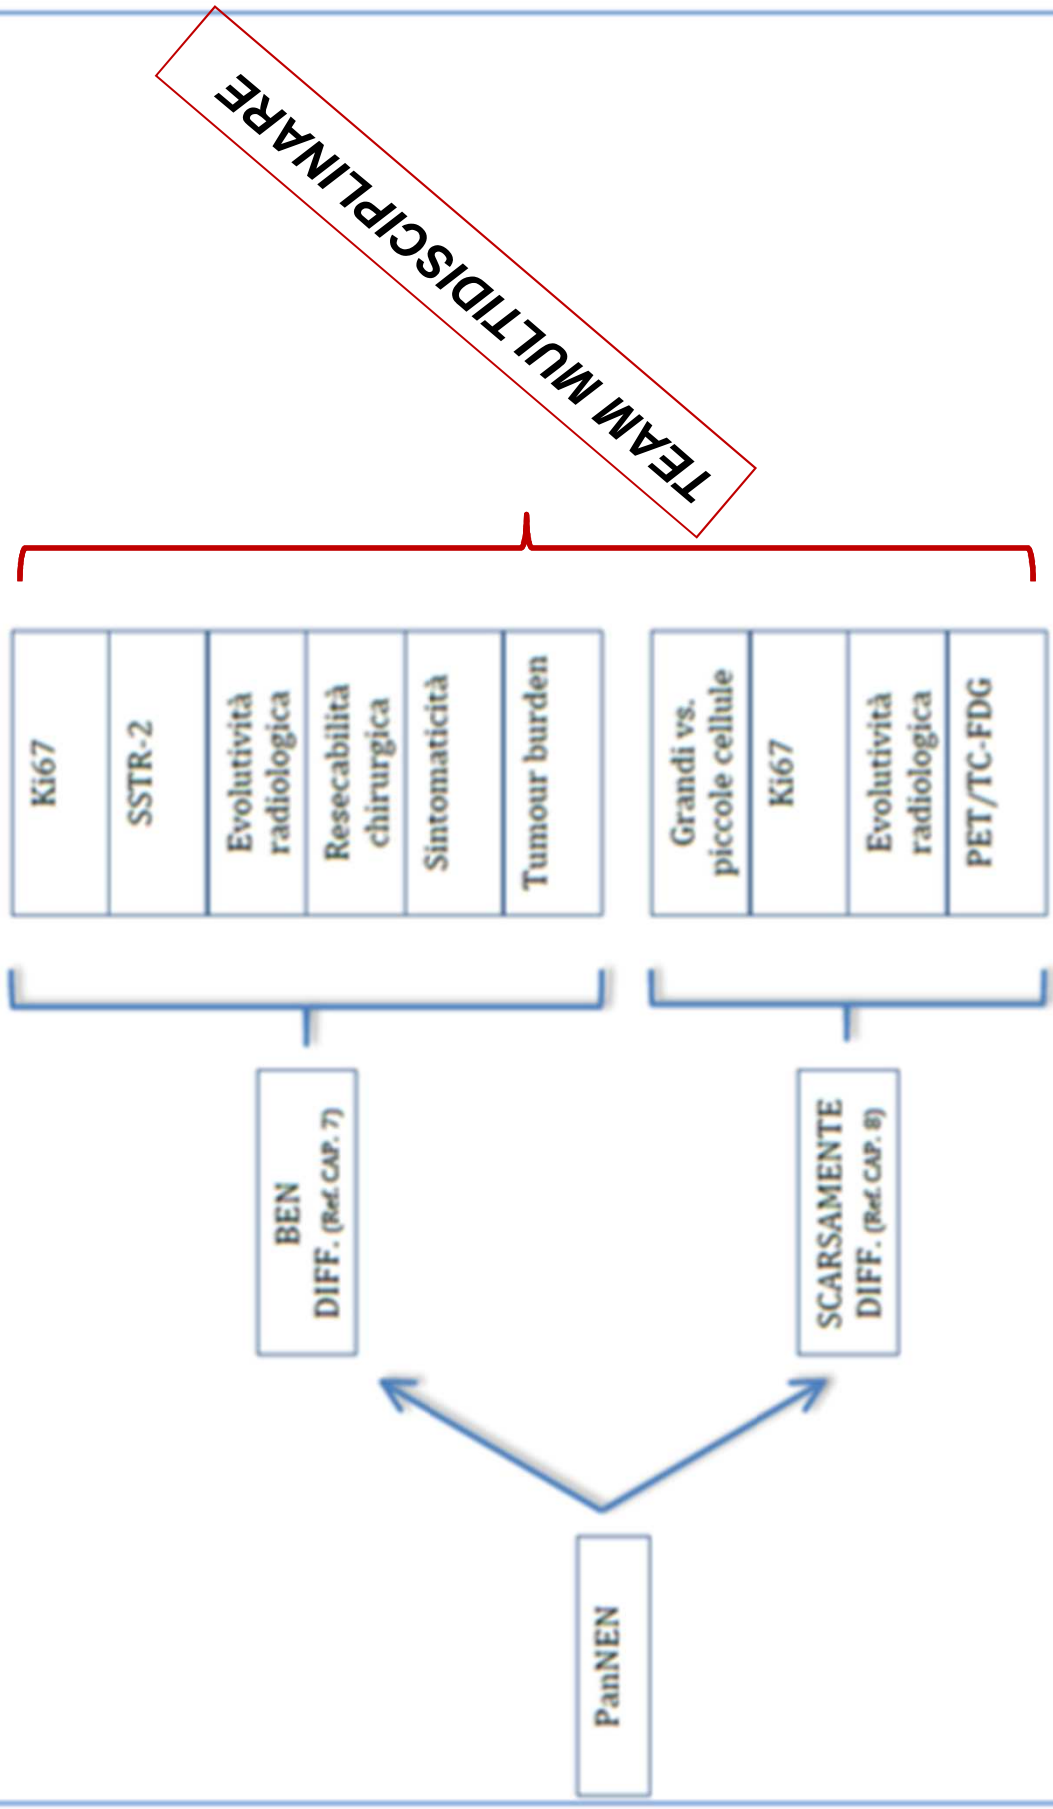 PanNEN
BEN
DIFF. (Ref. CAP. 7)
Ki67
SSTR-2
Evolutività
radiologica
Resecabilità
chirurgica
Sintomaticità
Tumour burden
SCARSAMENTE
DIFF. (Ref. CAP. 8)
Grandi vs.
piccole cellule
Ki67
Evolutività
radiologica
PET/TC-FDG
TEAM MULTIDISCIPLINARE